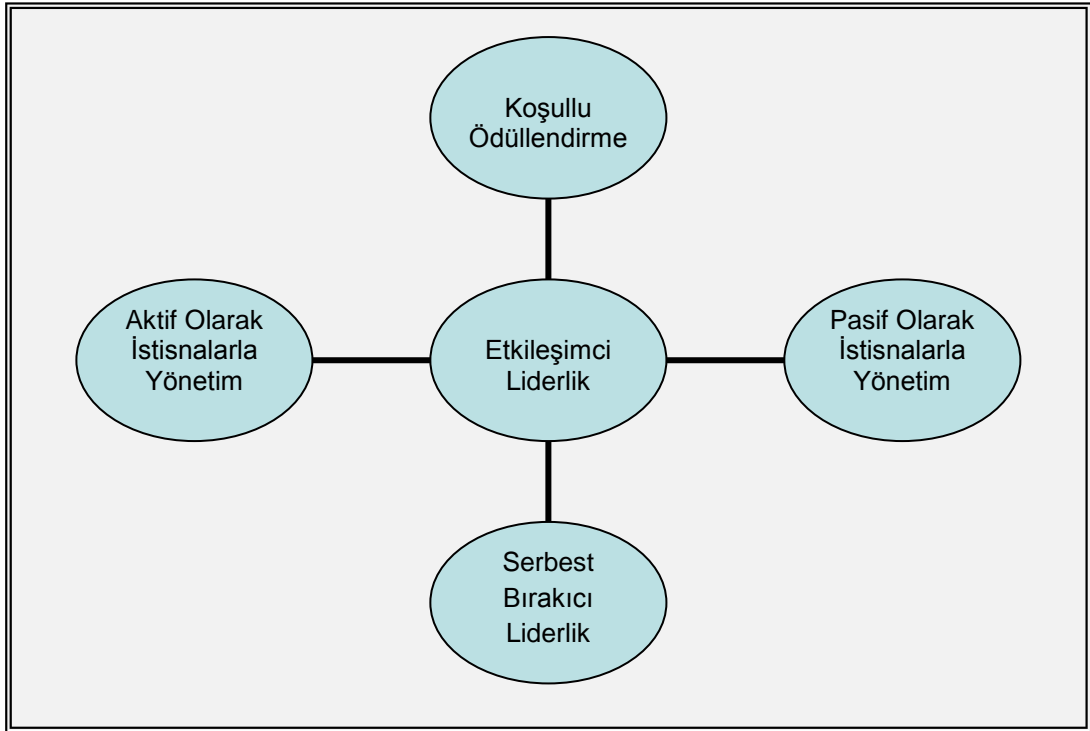 Koşullu
Ödüllendirme
Aktif Olarak
İstisnalarla
Yönetim
Etkileşimci
Liderlik
Pasif Olarak
İstisnalarla
Yönetim
Serbest
Bırakıcı
Liderlik